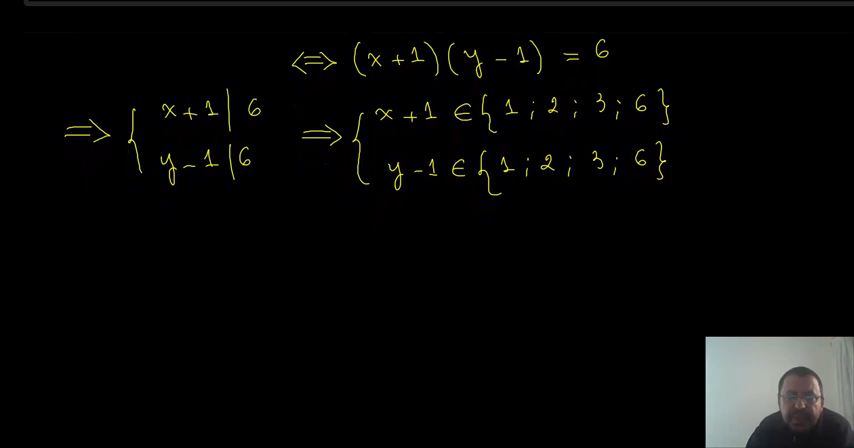 ⟺ (x + 1)(y − 1) = 6
⟹ { x + 1 | 6 ⟹ { x + 1 ∈ {1 ; 2 ; 3 ; 6}
y − 1 | 6 y − 1 ∈ {1 ; 2 ; 3 ; 6}